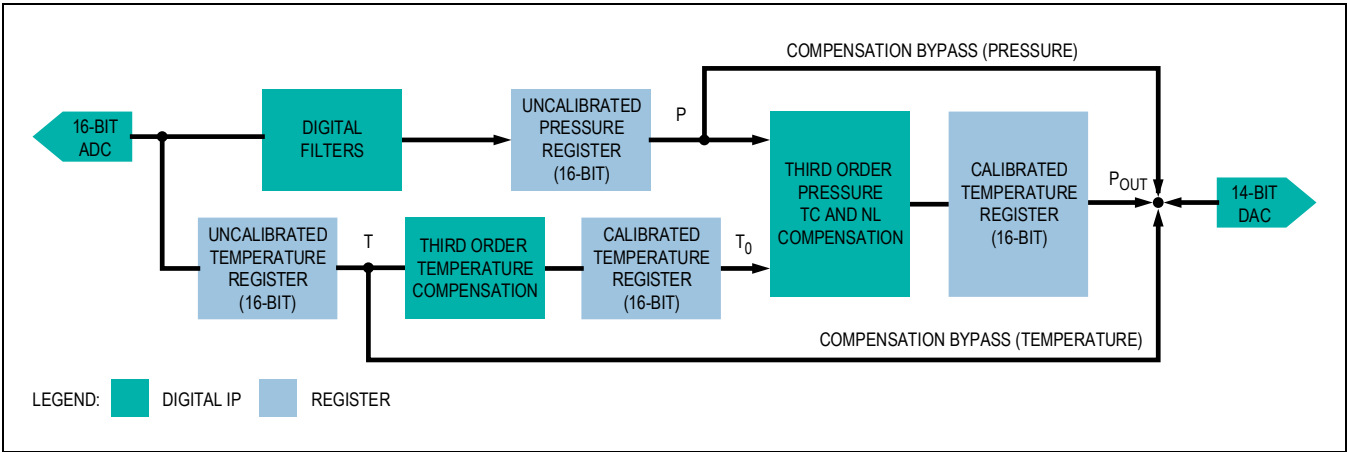 COMPENSATION BYPASS (PRESSURE)
16-BIT
ADC
DIGITAL
FILTERS
UNCALIBRATED
PRESSURE
REGISTER
(16-BIT)
P
THIRD ORDER
PRESSURE
TC AND NL
COMPENSATION
CALIBRATED
TEMPERATURE
REGISTER
(16-BIT)
POUT
14-BIT
DAC
UNCALIBRATED
TEMPERATURE
REGISTER
(16-BIT)
T
THIRD ORDER
TEMPERATURE
COMPENSATION
CALIBRATED
TEMPERATURE
REGISTER
(16-BIT)
T0
COMPENSATION BYPASS (TEMPERATURE)
LEGEND:
DIGITAL IP
REGISTER